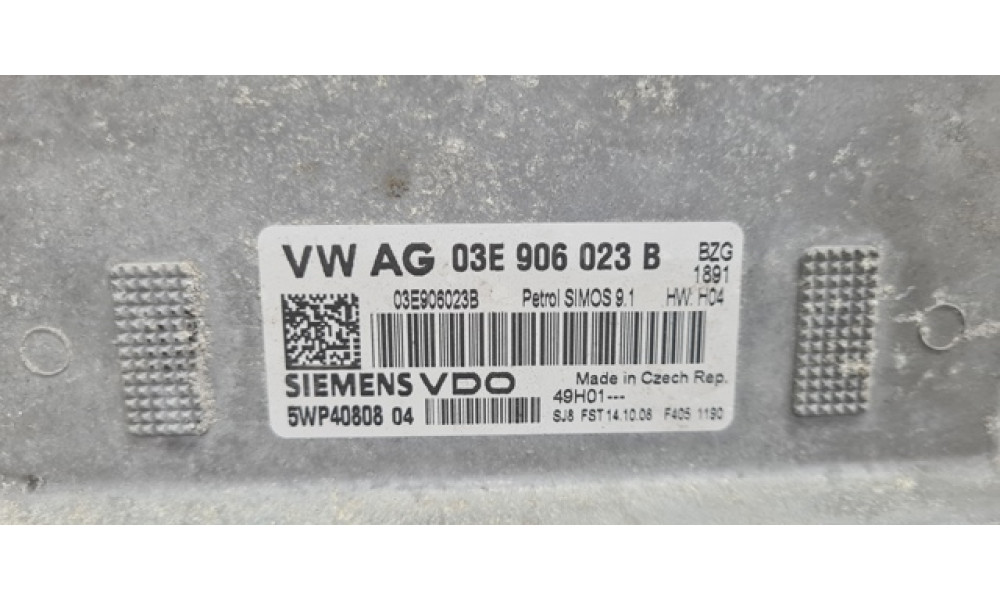 VW AG 03E 906 023 B BZG
1891
03E906023B Petrol SIMOS 9.1 HW: H04
SIEMENS VDO Made in Czech Rep.
49H01---
5WP40808 04 SJ8 FST 14.10.08 F405 1190